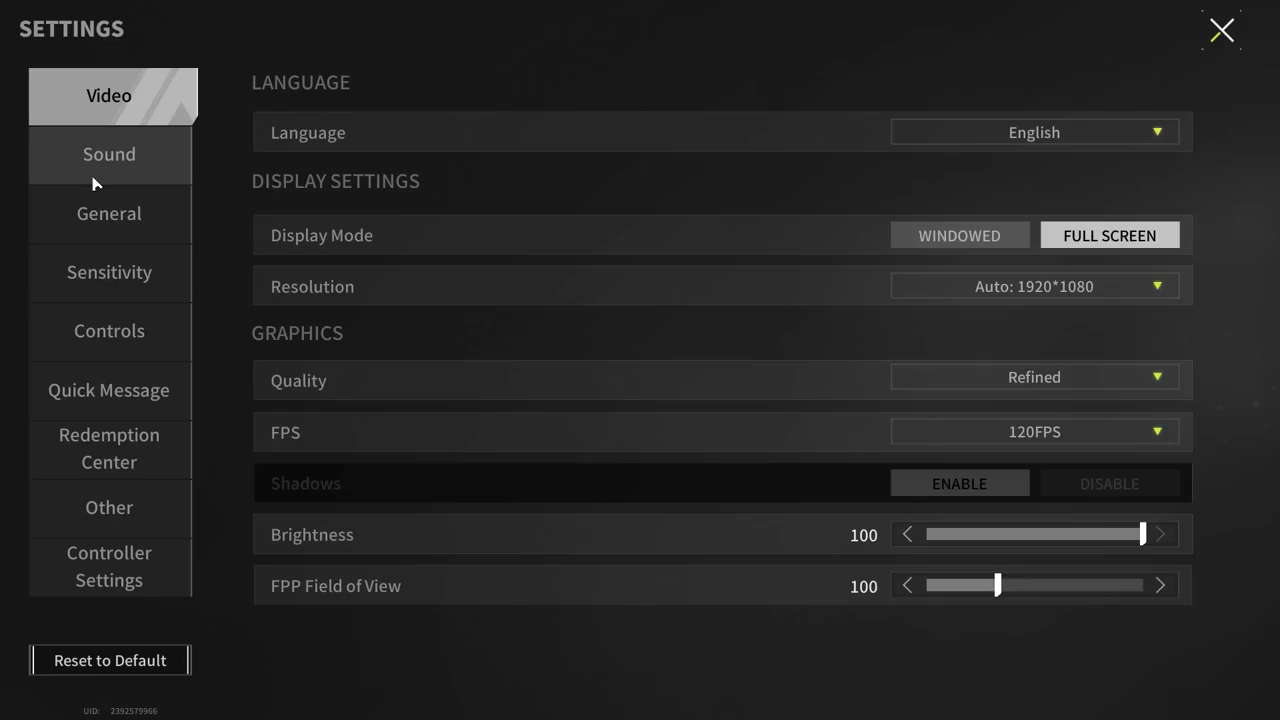 SETTINGS
Video
Sound
General
Sensitivity
Controls
Quick Message
Redemption
Center
Other
Controller
Settings
Reset to Default
UID: 2392579966
LANGUAGE
Language English
DISPLAY SETTINGS
Display Mode WINDOWED FULL SCREEN
Resolution Auto: 1920*1080
GRAPHICS
Quality Refined
FPS 120FPS
Shadows ENABLE DISABLE
Brightness 100
FPP Field of View 100